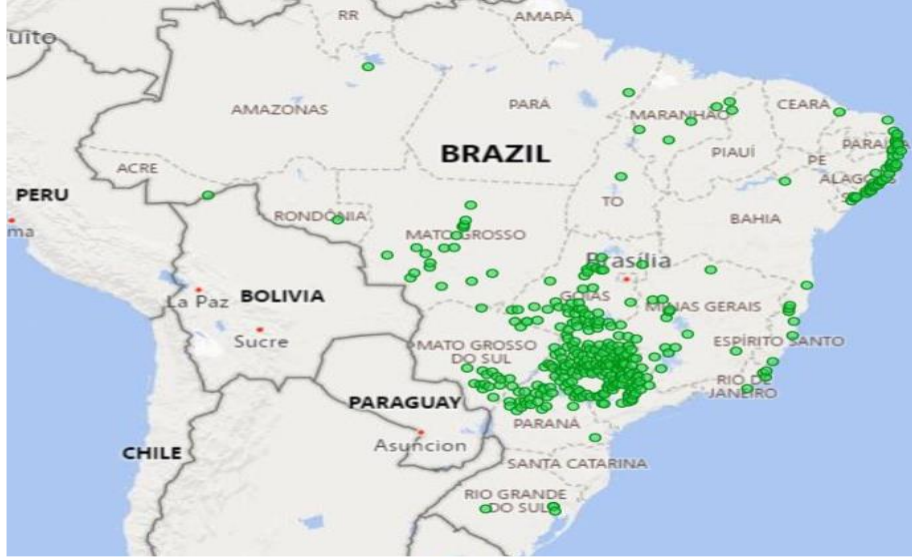 RR
AMAPÁ
uito
AMAZONAS
PARÁ
MARANHÃO
CEARÁ
BRAZIL
PIAUÍ
PE
ACRE
PERU
TO
BAHIA
ma
RONDÔNIA
MATO GROSSO
Brasília
BOLIVIA
La Paz
GOIÁS
MINAS GERAIS
Sucre
MATO GROSSO
DO SUL
ESPÍRITO SANTO
RIO DE
JANEIRO
PARAGUAY
PARANÁ
CHILE
Asuncion
SANTA CATARINA
RIO GRANDE
DO SUL